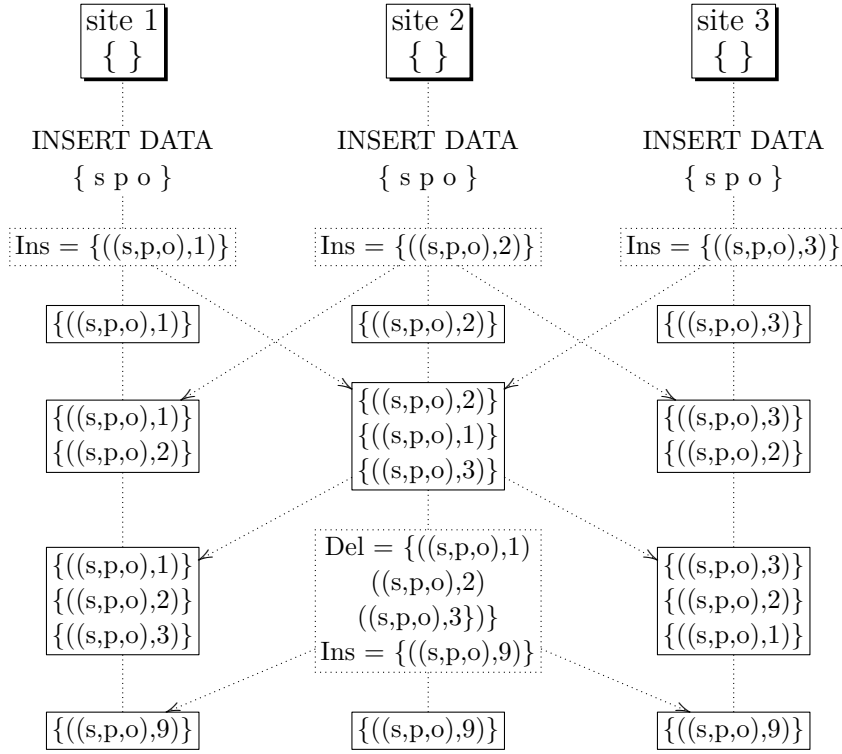 site 1
{ }
site 2
{ }
site 3
{ }
INSERT DATA
{ s p o }
INSERT DATA
{ s p o }
INSERT DATA
{ s p o }
Ins = {((s,p,o),1)}
Ins = {((s,p,o),2)}
Ins = {((s,p,o),3)}
{((s,p,o),1)}
{((s,p,o),2)}
{((s,p,o),3)}
{((s,p,o),1)}
{((s,p,o),2)}
{((s,p,o),2)}
{((s,p,o),1)}
{((s,p,o),3)}
{((s,p,o),3)}
{((s,p,o),2)}
{((s,p,o),1)}
{((s,p,o),2)}
{((s,p,o),3)}
Del = {((s,p,o),1)
((s,p,o),2)
((s,p,o),3})}
Ins = {((s,p,o),9)}
{((s,p,o),3)}
{((s,p,o),2)}
{((s,p,o),1)}
{((s,p,o),9)}
{((s,p,o),9)}
{((s,p,o),9)}